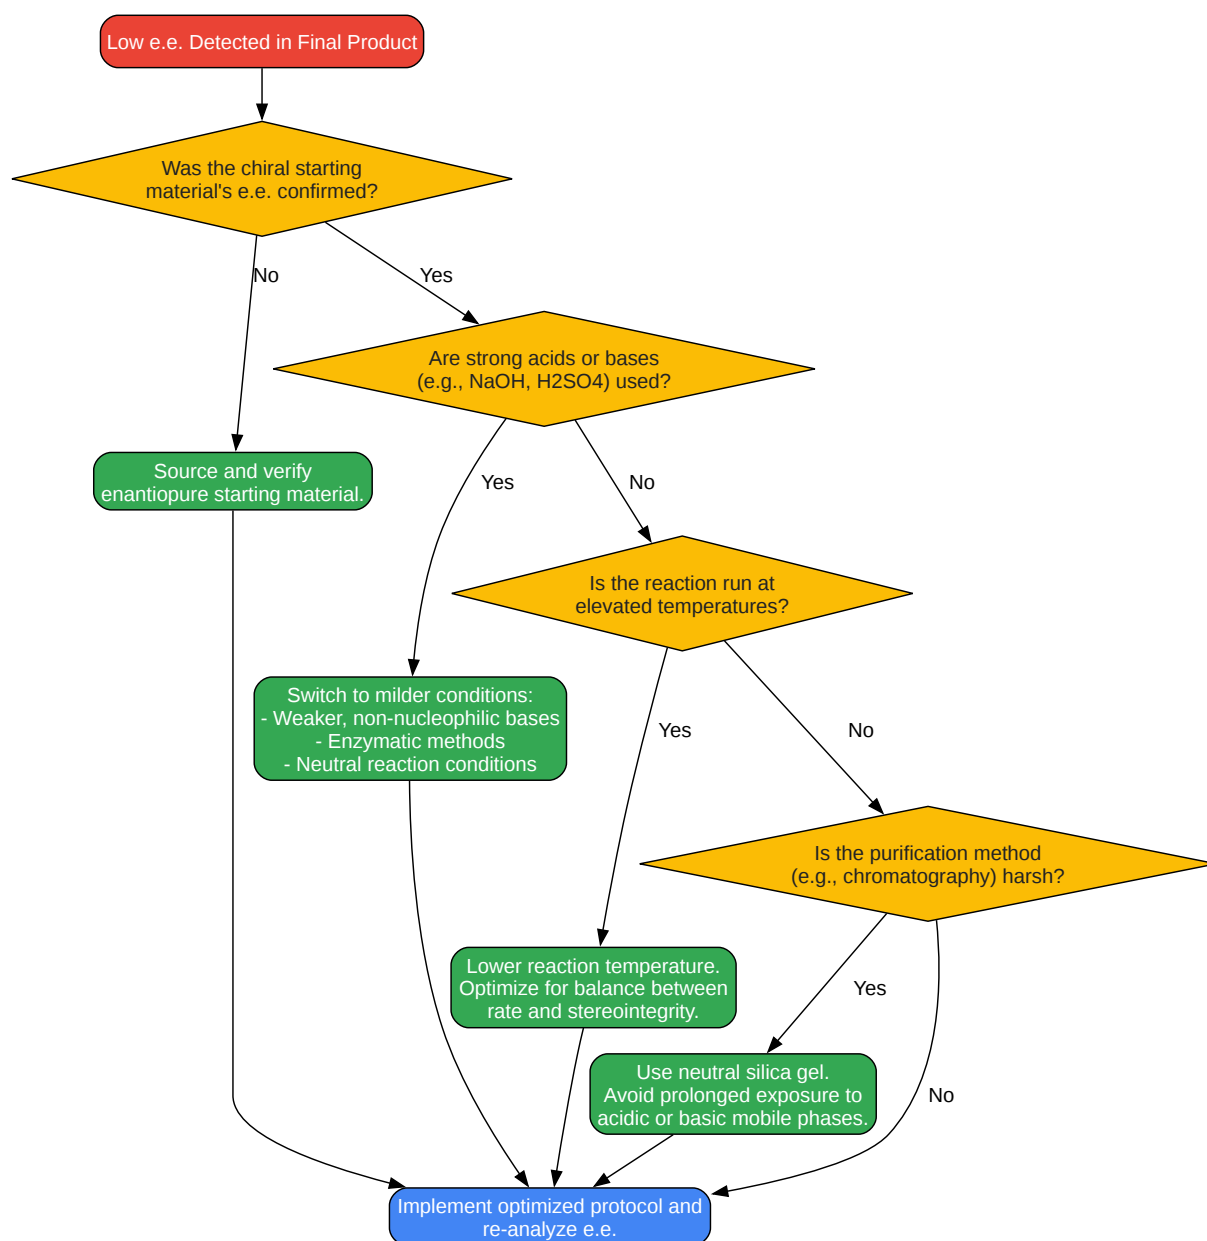 Low e.e. Detected in Final Product
Was the chiral starting
material's e.e. confirmed?
No
Yes
Are strong acids or bases
(e.g., NaOH, H2SO4) used?
Source and verify
enantiopure starting material.
Yes
No
Is the reaction run at
elevated temperatures?
Switch to milder conditions:
- Weaker, non-nucleophilic bases
- Enzymatic methods
- Neutral reaction conditions
Yes
No
Is the purification method
(e.g., chromatography) harsh?
Lower reaction temperature.
Optimize for balance between
rate and stereointegrity.
Yes
Use neutral silica gel.
Avoid prolonged exposure to
acidic or basic mobile phases.
No
Implement optimized protocol and
re-analyze e.e.